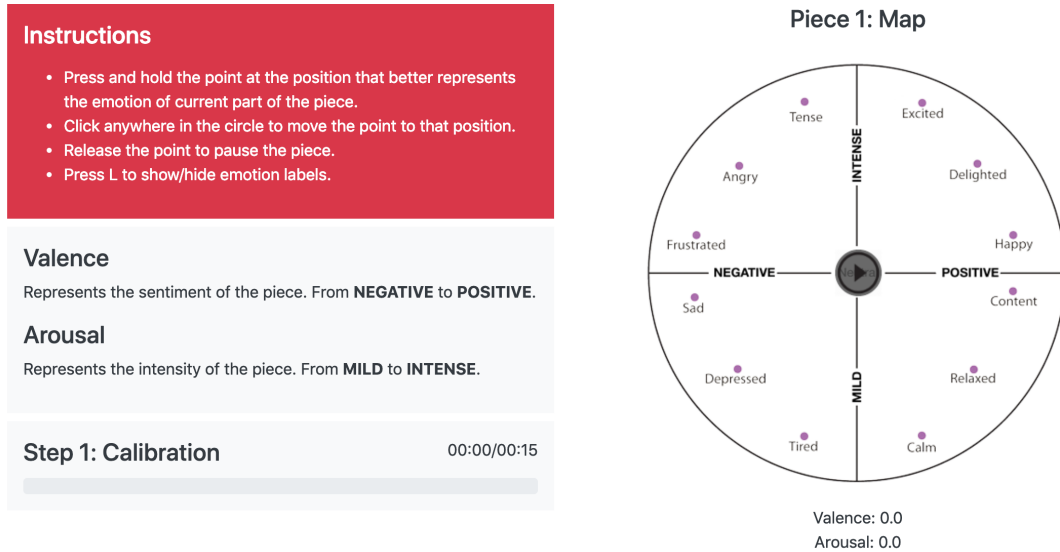 Instructions
• Press and hold the point at the position that better represents
the emotion of current part of the piece.
• Click anywhere in the circle to move the point to that position.
• Release the point to pause the piece.
• Press L to show/hide emotion labels.
Valence
Represents the sentiment of the piece. From NEGATIVE to POSITIVE.
Arousal
Represents the intensity of the piece. From MILD to INTENSE.
Step 1: Calibration 00:00/00:15
Piece 1: Map
Tense
Excited
INTENSE
Angry
Delighted
Frustrated
Happy
NEGATIVE
POSITIVE
Sad
Content
Depressed
MILD
Relaxed
Tired
Calm
Valence: 0.0
Arousal: 0.0